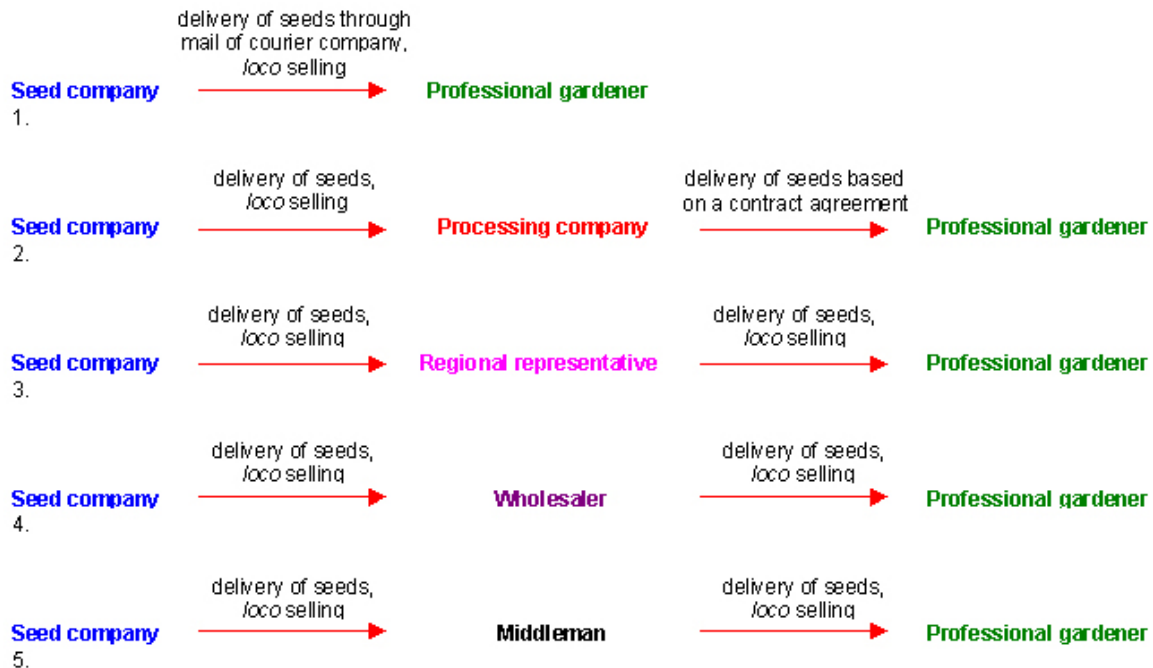 delivery of seeds through
mail of courier company,
loco selling
Seed company Professional gardener
1.
delivery of seeds, delivery of seeds based
loco selling on a contract agreement
Seed company Processing company Professional gardener
2.
delivery of seeds, delivery of seeds,
loco selling loco selling
Seed company Regional representative Professional gardener
3.
delivery of seeds, delivery of seeds,
loco selling loco selling
Seed company Wholesaler Professional gardener
4.
delivery of seeds, delivery of seeds,
loco selling loco selling
Seed company Middleman Professional gardener
5.